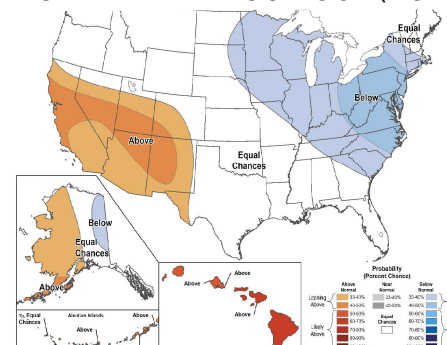 Equal
Chances
Below
Above
Equal
Chances
Below
Equal
Chances
Above
Equal
Chances
Aleutian Islands
Above
Above
Above
Above
Above
Probability
(Percent Chance)
Above
Normal
Near
Normal
Below
Normal
Leaning
Above
33-40%
33-40%
33-40%
40-50%
40-50%
40-50%
50-60%
Equal
Chances
50-60%
60-70%
60-70%
Likely
Above
70-80%
70-80%
80-90%
80-90%